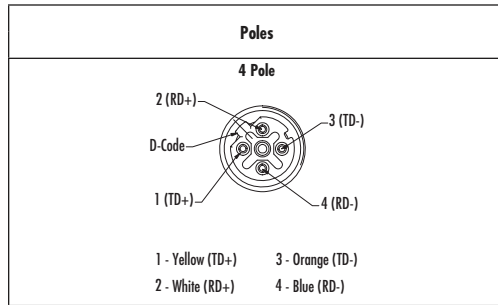 Poles
4 Pole
2 (RD+)
3 (TD-)
D-Code
1 (TD+)
4 (RD-)
1 - Yellow (TD+) 3 - Orange (TD-)
2 - White (RD+) 4 - Blue (RD-)